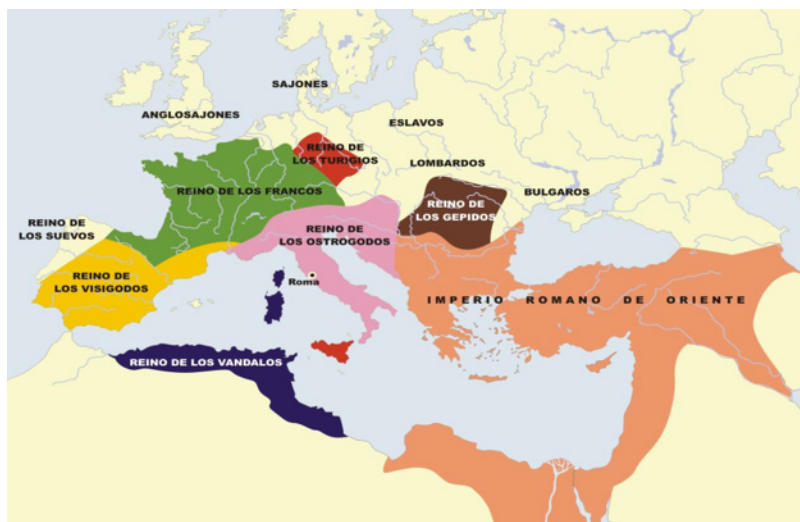 SAJONES
ANGLOSAJONES
ESLAVOS
REINO DE
LOS TURIGIOS
LOMBARDOS
REINO DE LOS FRANCOS
BULGAROS
REINO DE
LOS GEPIDOS
REINO DE
LOS SUEVOS
REINO DE
LOS OSTROGODOS
REINO DE
LOS VISIGODOS
Roma
IMPERIO ROMANO DE ORIENTE
REINO DE LOS VANDALOS